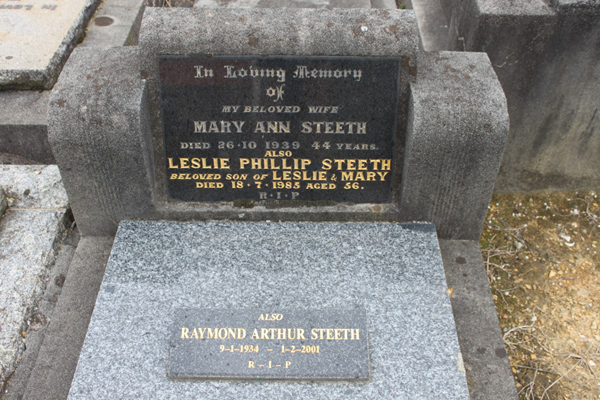 In Loving Memory
of
MY BELOVED WIFE
MARY ANN STEETH
DIED 26·10 1939 44 YEARS.
ALSO
LESLIE PHILLIP STEETH
BELOVED SON OF LESLIE & MARY
DIED 18·7·1985 AGED 56.
R·I·P
ALSO
RAYMOND ARTHUR STEETH
9–1–1934 – 1–2–2001
R – I – P